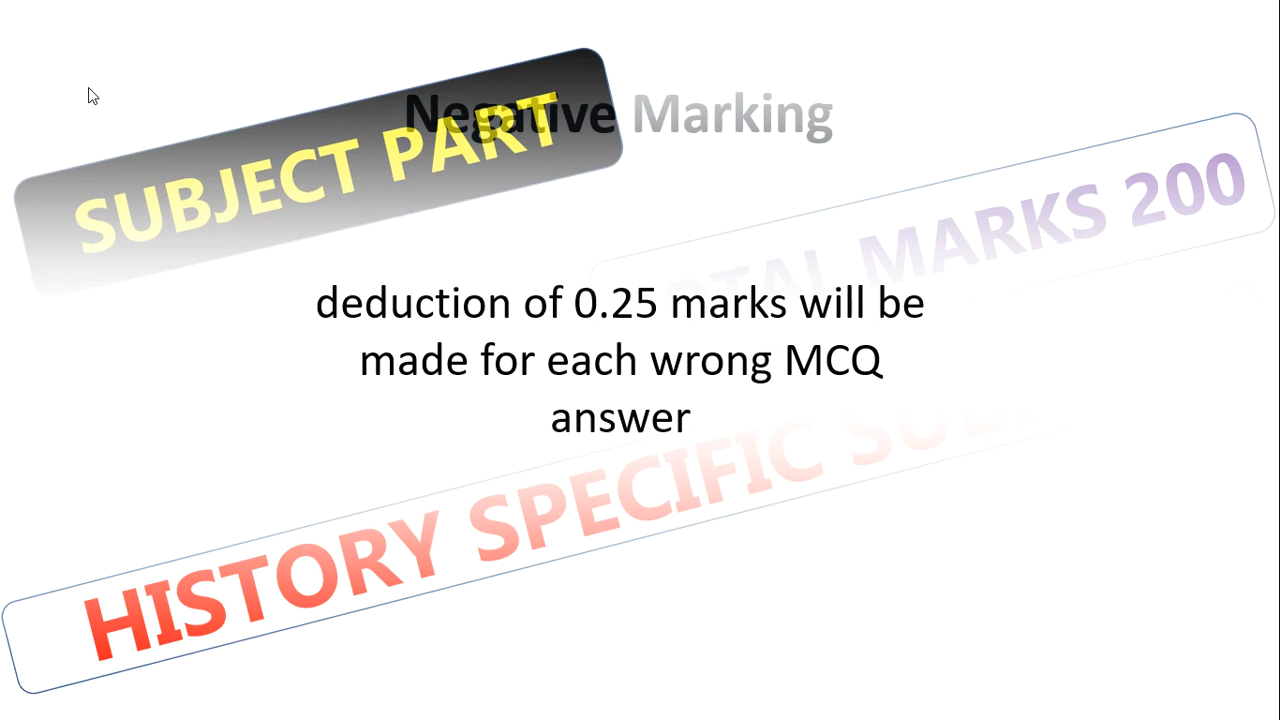 Negative Marking
SUBJECT PART
MARKS 200
deduction of 0.25 marks will be
made for each wrong MCQ
answer
HISTORY SPECIFIC